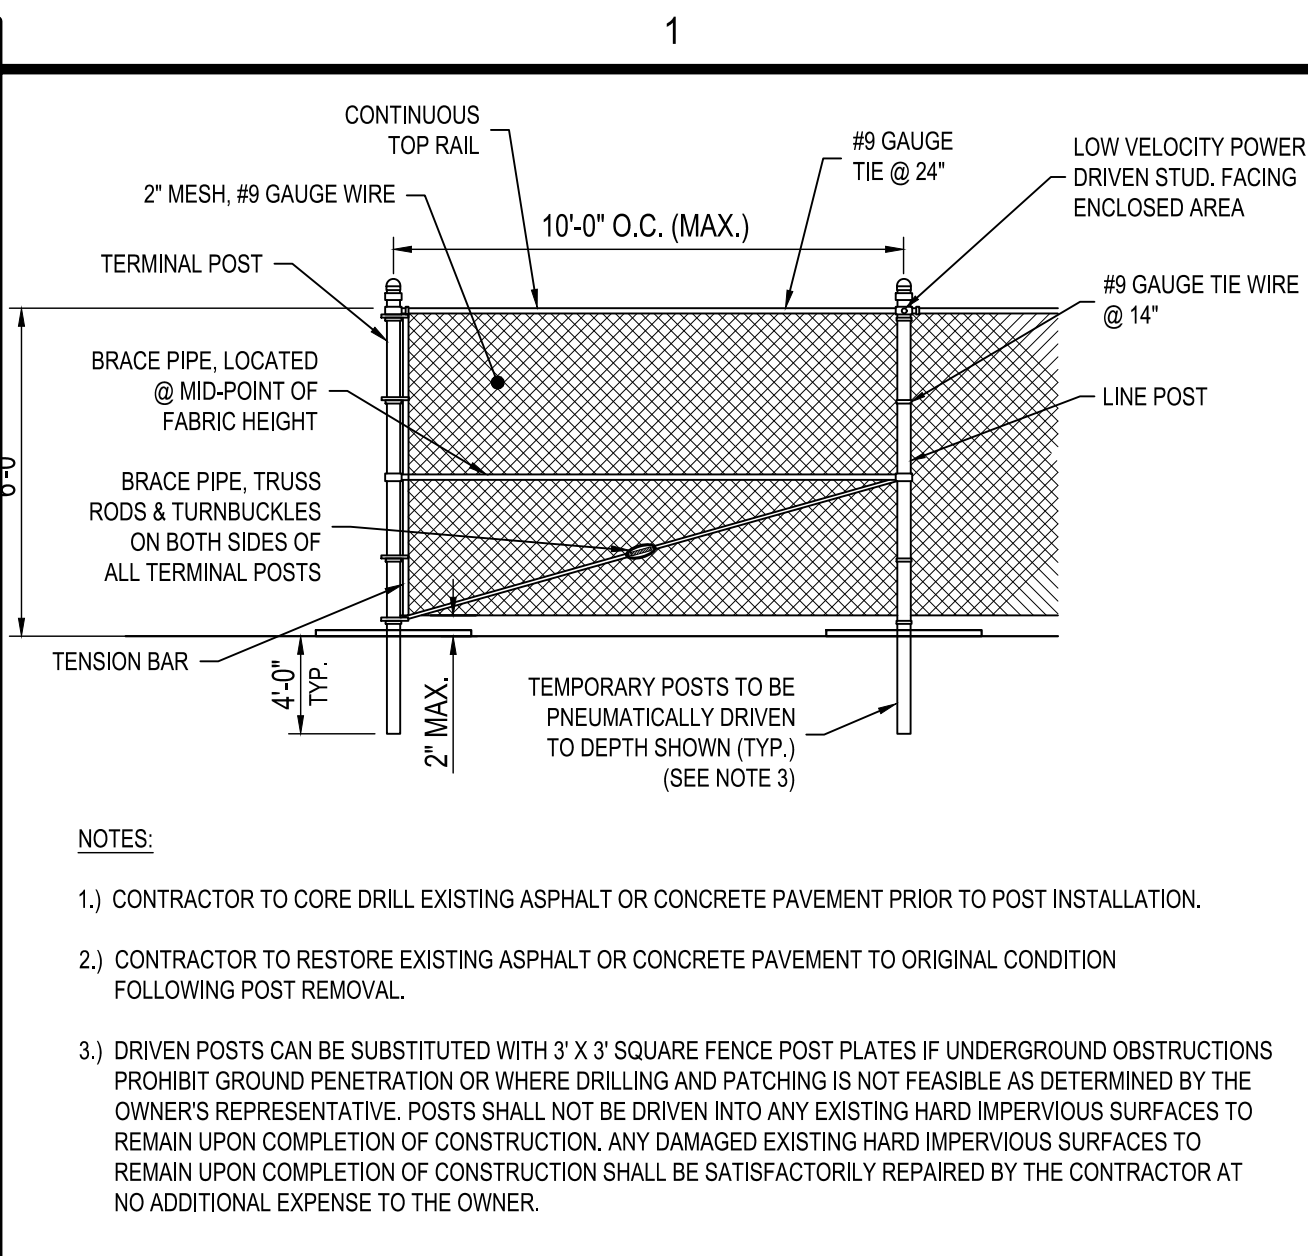 1
CONTINUOUS
TOP RAIL
#9 GAUGE
TIE @ 24"
LOW VELOCITY POWER
DRIVEN STUD. FACING
ENCLOSED AREA
2" MESH, #9 GAUGE WIRE
10'-0" O.C. (MAX.)
TERMINAL POST
#9 GAUGE TIE WIRE
@ 14"
BRACE PIPE, LOCATED
@ MID-POINT OF
FABRIC HEIGHT
LINE POST
6'-0"
BRACE PIPE, TRUSS
RODS & TURNBUCKLES
ON BOTH SIDES OF
ALL TERMINAL POSTS
TENSION BAR
4'-0"
TYP.
2" MAX.
TEMPORARY POSTS TO BE
PNEUMATICALLY DRIVEN
TO DEPTH SHOWN (TYP.)
(SEE NOTE 3)
NOTES:
1.) CONTRACTOR TO CORE DRILL EXISTING ASPHALT OR CONCRETE PAVEMENT PRIOR TO POST INSTALLATION.
2.) CONTRACTOR TO RESTORE EXISTING ASPHALT OR CONCRETE PAVEMENT TO ORIGINAL CONDITION
FOLLOWING POST REMOVAL.
3.) DRIVEN POSTS CAN BE SUBSTITUTED WITH 3' X 3' SQUARE FENCE POST PLATES IF UNDERGROUND OBSTRUCTIONS
PROHIBIT GROUND PENETRATION OR WHERE DRILLING AND PATCHING IS NOT FEASIBLE AS DETERMINED BY THE
OWNER'S REPRESENTATIVE. POSTS SHALL NOT BE DRIVEN INTO ANY EXISTING HARD IMPERVIOUS SURFACES TO
REMAIN UPON COMPLETION OF CONSTRUCTION. ANY DAMAGED EXISTING HARD IMPERVIOUS SURFACES TO
REMAIN UPON COMPLETION OF CONSTRUCTION SHALL BE SATISFACTORILY REPAIRED BY THE CONTRACTOR AT
NO ADDITIONAL EXPENSE TO THE OWNER.